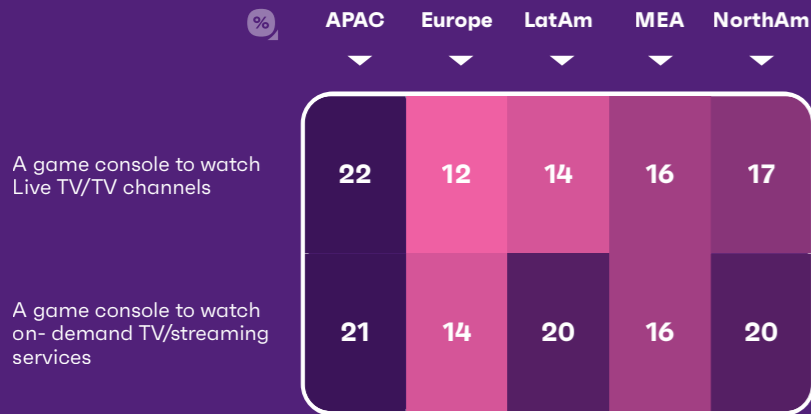 % APAC Europe LatAm MEA NorthAm
A game console to watch
Live TV/TV channels
22 12 14 16 17
A game console to watch
on- demand TV/streaming
services
21 14 20 16 20